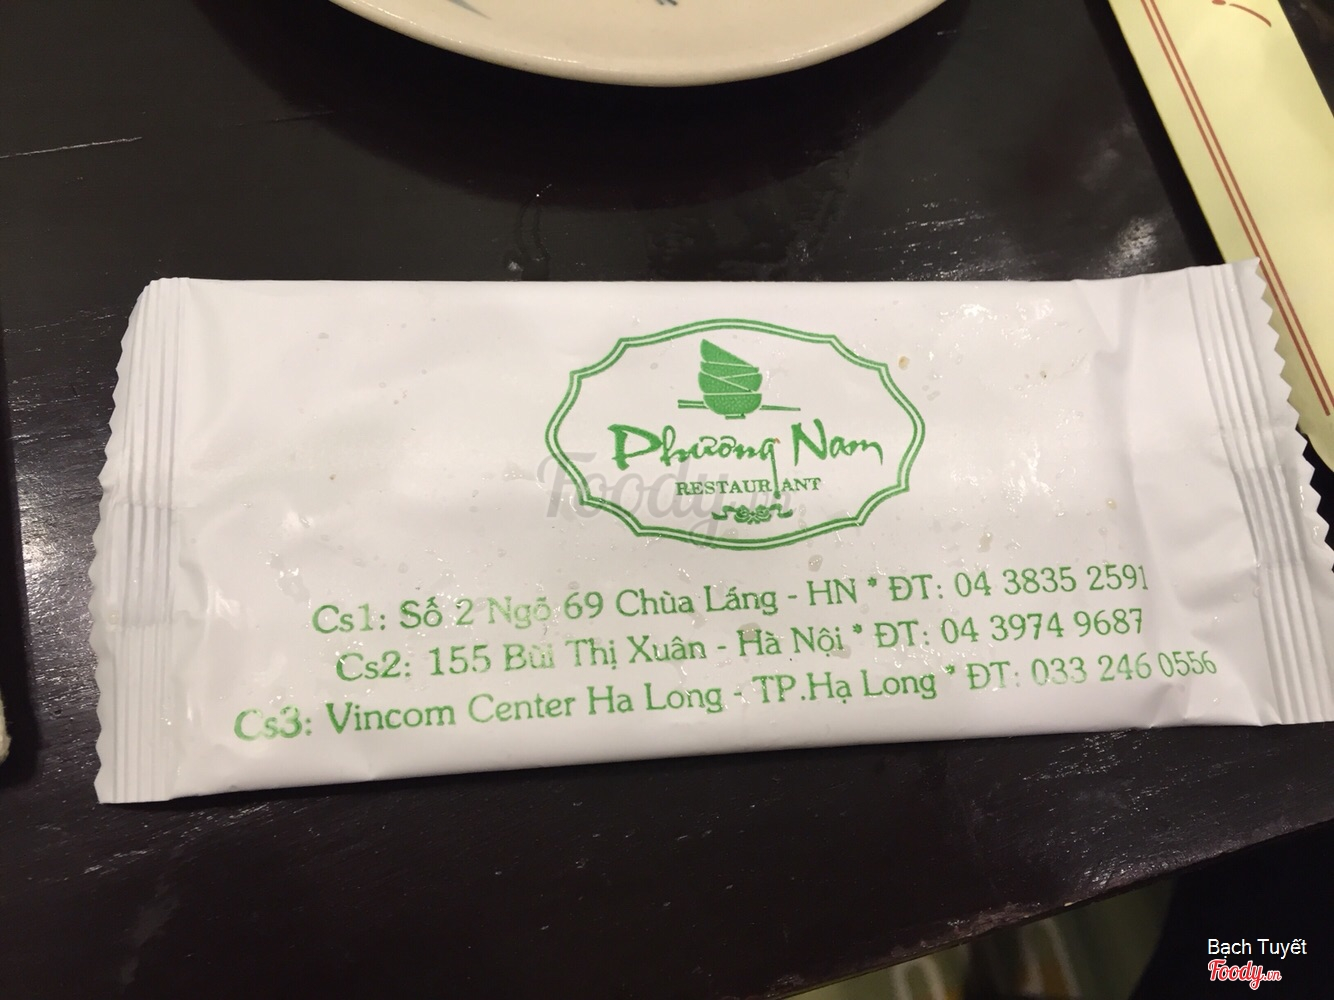 Phương Nam
RESTAURANT
Foody.vn
Cs1: Số 2 Ngõ 69 Chùa Láng - HN * ĐT: 04 3835 2591
Cs2: 155 Bùi Thị Xuân - Hà Nội * ĐT: 04 3974 9687
Cs3: Vincom Center Ha Long - TP.Hạ Long * ĐT: 033 246 0556
Bạch Tuyết
Foody.vn